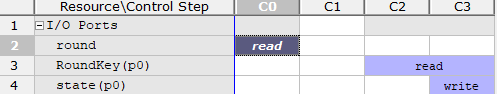 Resource\Control Step C0 C1 C2 C3
1 I/O Ports
2 round read
3 RoundKey(p0) read
4 state(p0) write